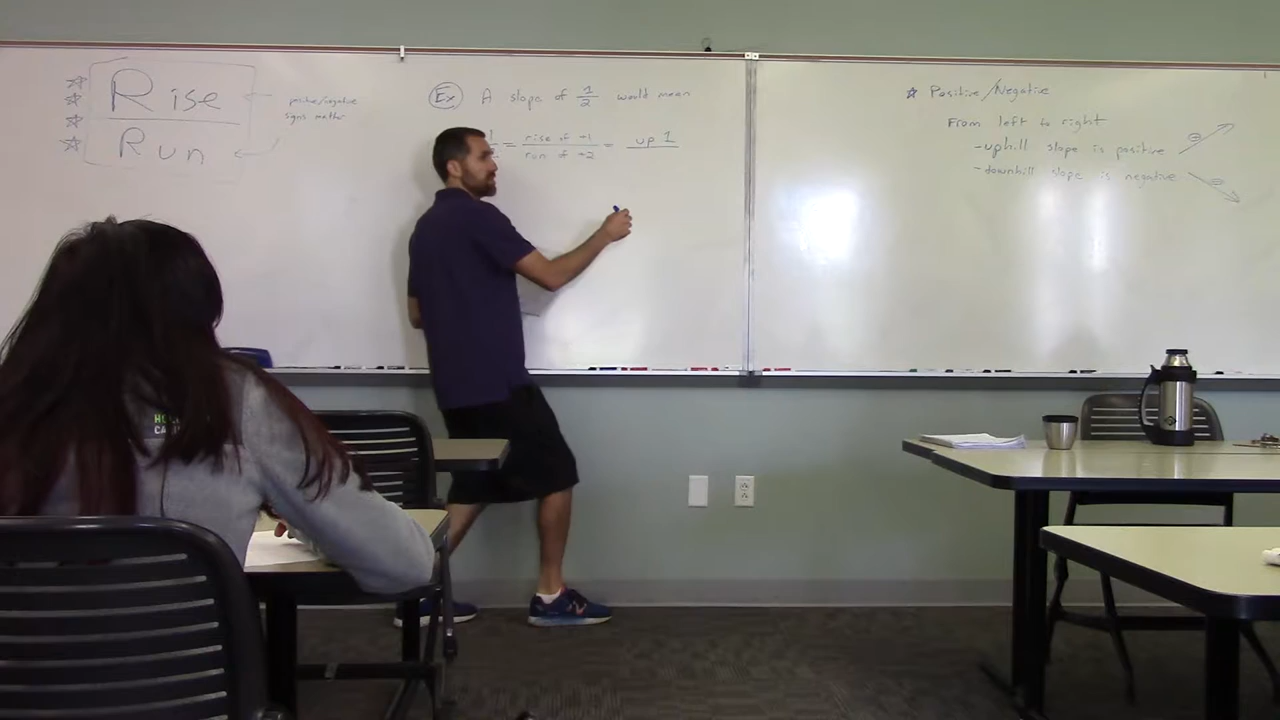 Rise
Run
positive/negative
signs matter
Ex A slope of 1/2 would mean
1 = rise of +1 / run of +2 = up 1
Positive/Negative
From left to right
-uphill slope is positive
-downhill slope is negative